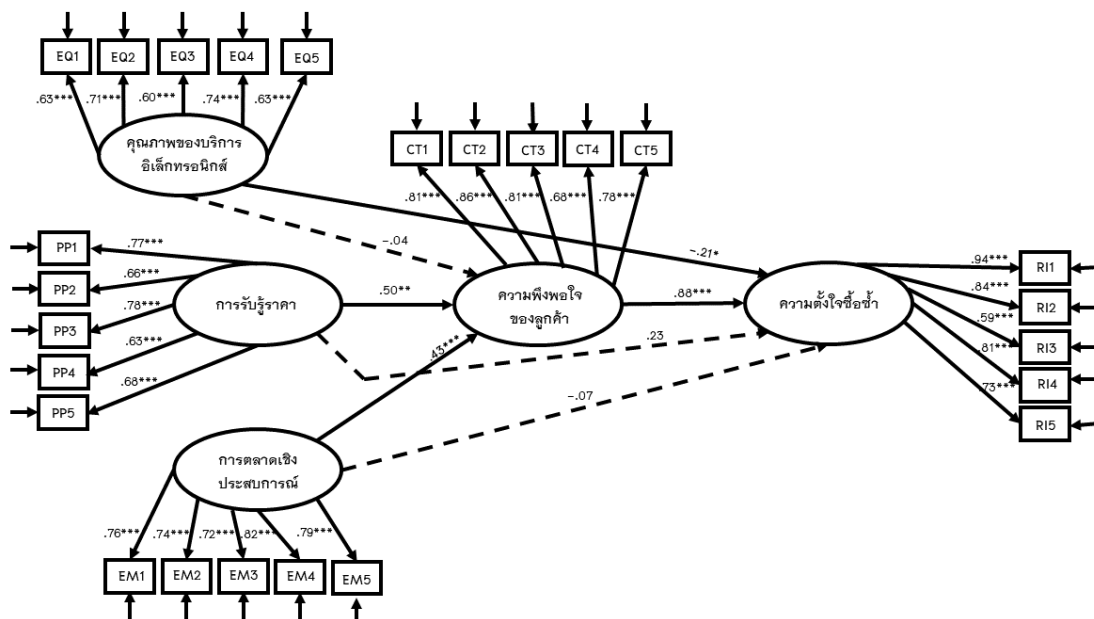 EQ1 EQ2 EQ3 EQ4 EQ5
.63*** .71*** .60*** .74*** .63***
คุณภาพของบริการ
อิเล็กทรอนิกส์
CT1 CT2 CT3 CT4 CT5
.81*** .86*** .81*** .68*** .78***
-.04
-.21*
PP1 .77***
PP2 .66***
PP3 .78***
PP4 .63***
PP5 .68***
การรับรู้ราคา
.50**
ความพึงพอใจ
ของลูกค้า
.88***
ความตั้งใจซื้อซ้ำ
.94*** RI1
.84*** RI2
.59*** RI3
.81*** RI4
.73*** RI5
.43***
.23
-.07
การตลาดเชิง
ประสบการณ์
.76*** .74*** .72*** .82*** .79***
EM1 EM2 EM3 EM4 EM5